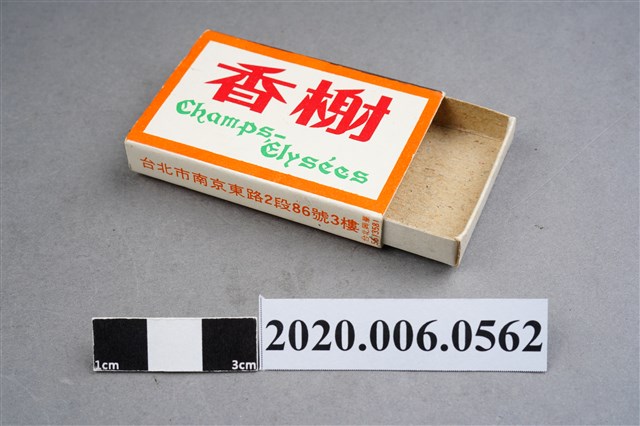 香榭
Champs-
Élysées
台北市南京東路2段86號3樓
2020.006.0562
1cm
3cm